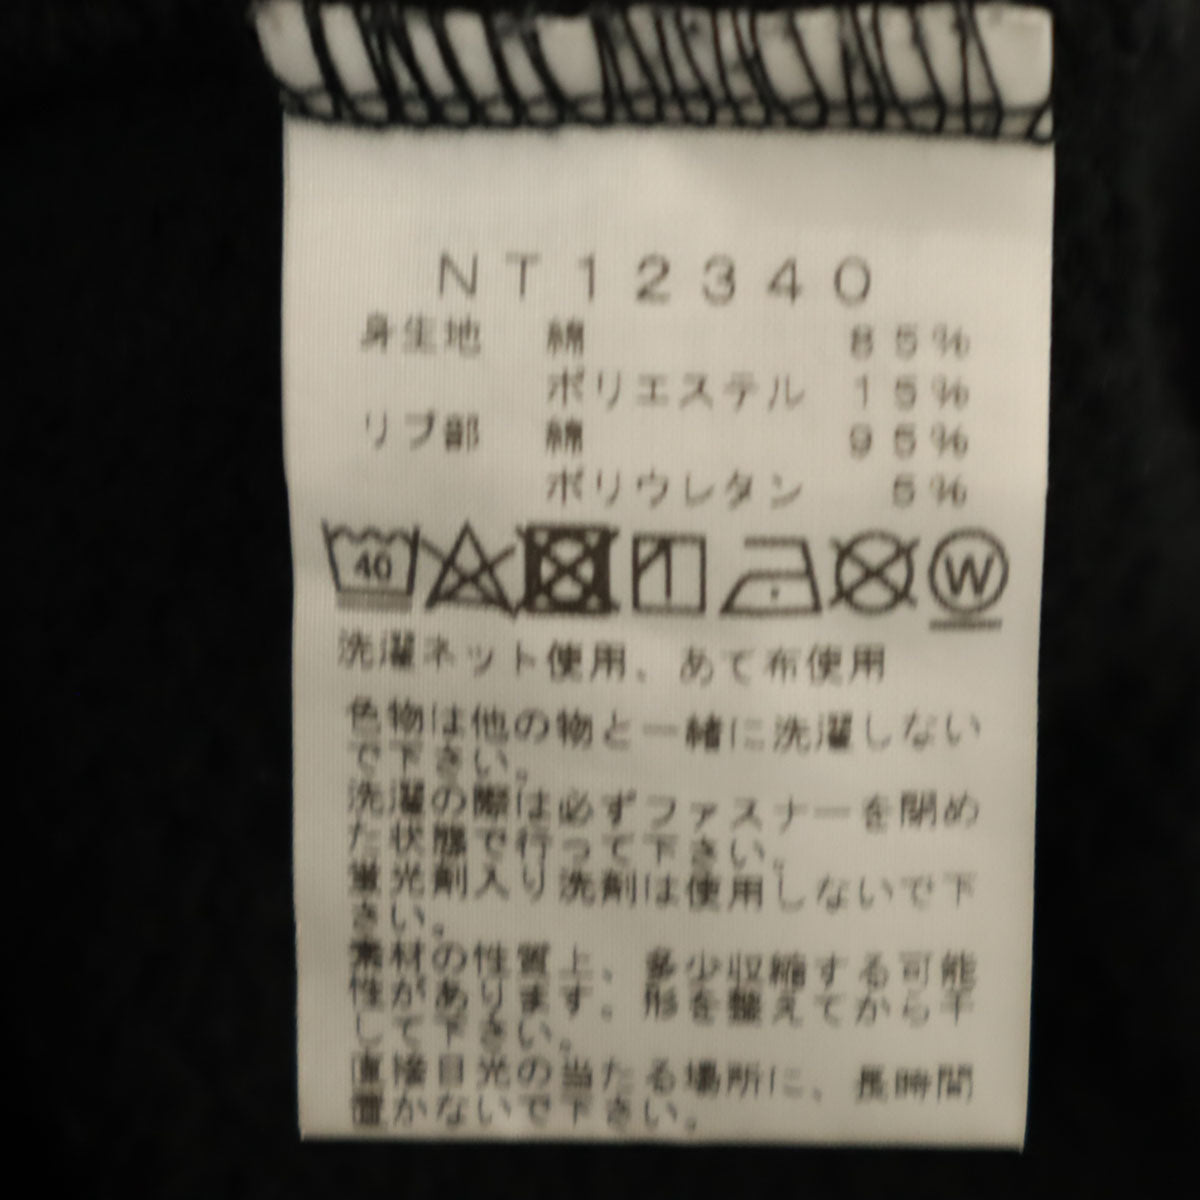 NT12340
身生地 綿 85%
ポリエステル 15%
リブ部 綿 95%
ポリウレタン 5%
40 W
洗濯ネット使用、あて布使用
色物は他の物と一緒に洗濯しない
で下さい。
洗濯の際は必ずファスナーを閉め
た状態で行って下さい。
蛍光剤入り洗剤は使用しないで下
さい。
素材の性質上、多少収縮する可能
性があります。形を整えてから干
して下さい。
直接日光の当たる場所に、長時間
置かないで下さい。